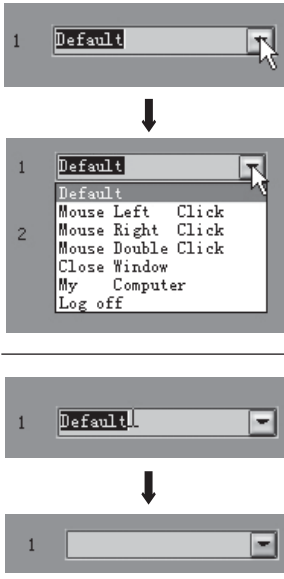 1 Default
1 Default
Default
Mouse Left Click
2 Mouse Right Click
Mouse Double Click
Close Window
My Computer
Log off
1 Default
1